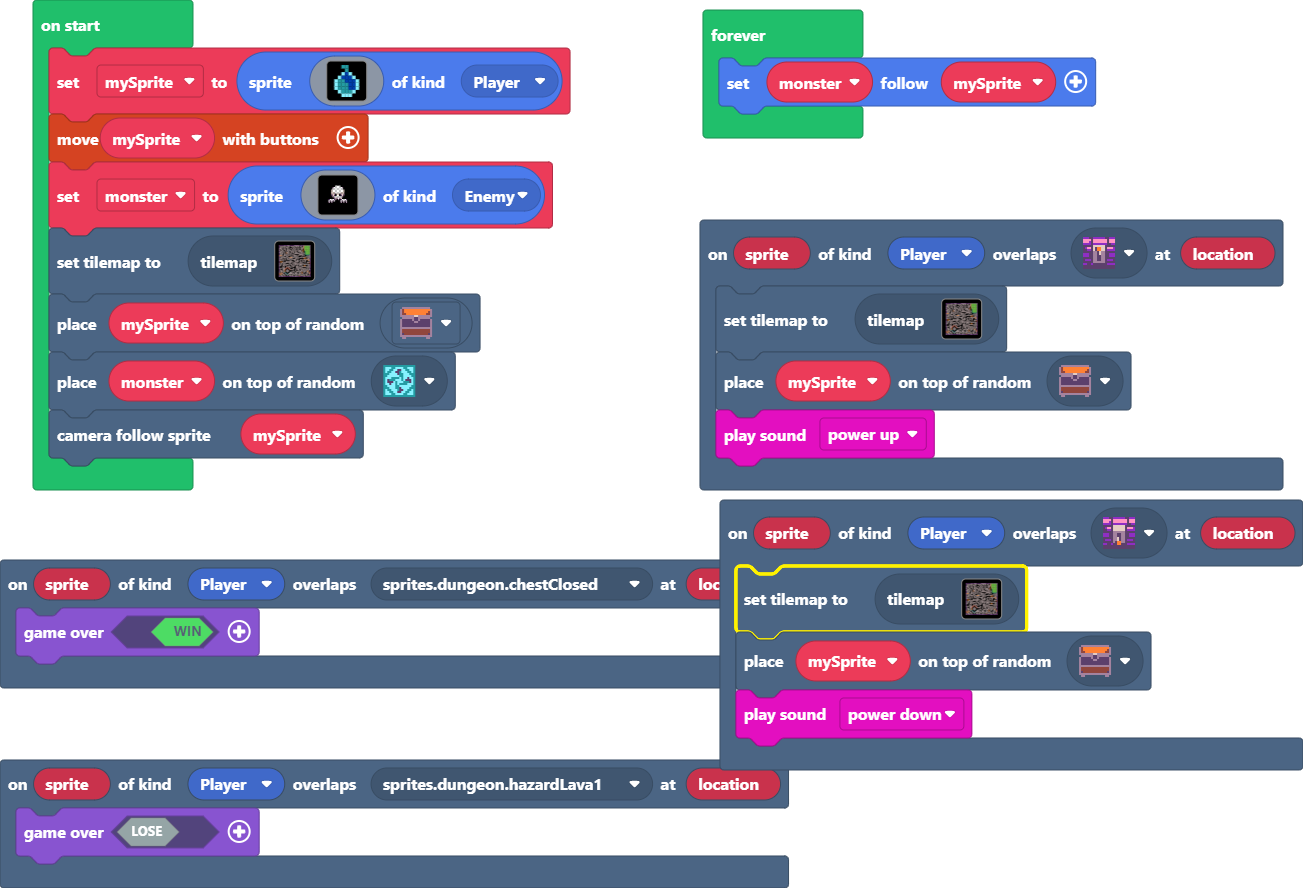 on start
set mySprite to sprite of kind Player
move mySprite with buttons
set monster to sprite of kind Enemy
set tilemap to tilemap
place mySprite on top of random
place monster on top of random
camera follow sprite mySprite
forever
set monster follow mySprite
on sprite of kind Player overlaps at location
set tilemap to tilemap
place mySprite on top of random
play sound power up
on sprite of kind Player overlaps at location
set tilemap to tilemap
place mySprite on top of random
play sound power down
on sprite of kind Player overlaps sprites.dungeon.chestClosed at
game over WIN
on sprite of kind Player overlaps sprites.dungeon.hazardLava1 at location
game over LOSE